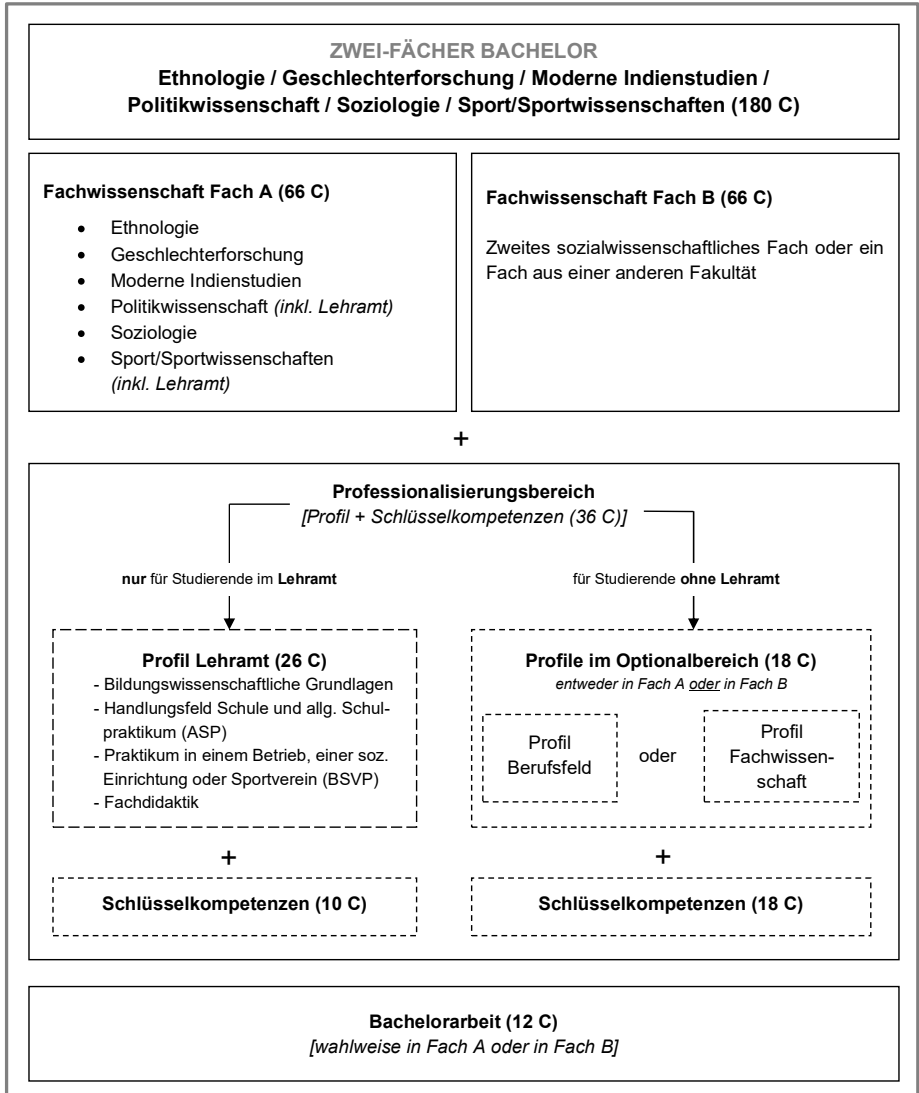 ZWEI-FÄCHER BACHELOR
Ethnologie / Geschlechterforschung / Moderne Indienstudien /
Politikwissenschaft / Soziologie / Sport/Sportwissenschaften (180 C)
Fachwissenschaft Fach A (66 C)
• Ethnologie
• Geschlechterforschung
• Moderne Indienstudien
• Politikwissenschaft (inkl. Lehramt)
• Soziologie
• Sport/Sportwissenschaften
(inkl. Lehramt)
Fachwissenschaft Fach B (66 C)
Zweites sozialwissenschaftliches Fach oder ein
Fach aus einer anderen Fakultät
+
Professionalisierungsbereich
[Profil + Schlüsselkompetenzen (36 C)]
nur für Studierende im Lehramt
Profil Lehramt (26 C)
- Bildungswissenschaftliche Grundlagen
- Handlungsfeld Schule und allg. Schul-
praktikum (ASP)
- Praktikum in einem Betrieb, einer soz.
Einrichtung oder Sportverein (BSVP)
- Fachdidaktik
+
Schlüsselkompetenzen (10 C)
für Studierende ohne Lehramt
Profile im Optionalbereich (18 C)
entweder in Fach A oder in Fach B
Profil
Berufsfeld
oder
Profil
Fachwissen-
schaft
+
Schlüsselkompetenzen (18 C)
Bachelorarbeit (12 C)
[wahlweise in Fach A oder in Fach B]